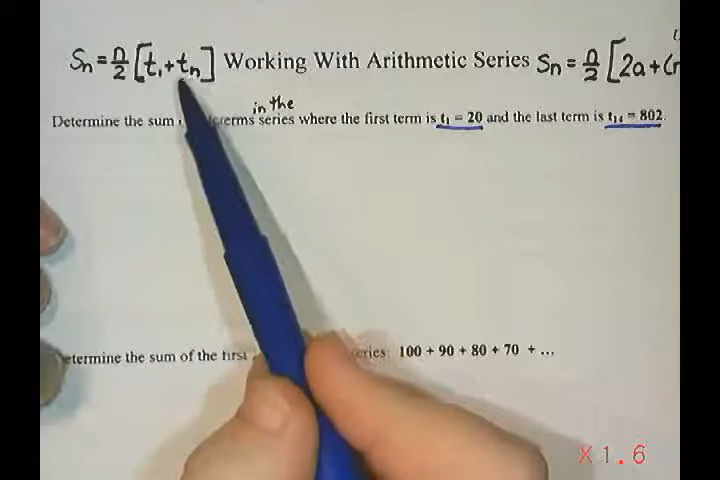 Sn = n/2 [t1 + tn] Working With Arithmetic Series Sn = n/2 [2a + (n
in the
Determine the sum terms series where the first term is t1 = 20 and the last term is t14 = 802.
etermine the sum of the first eries: 100 + 90 + 80 + 70 + ...
X1.6